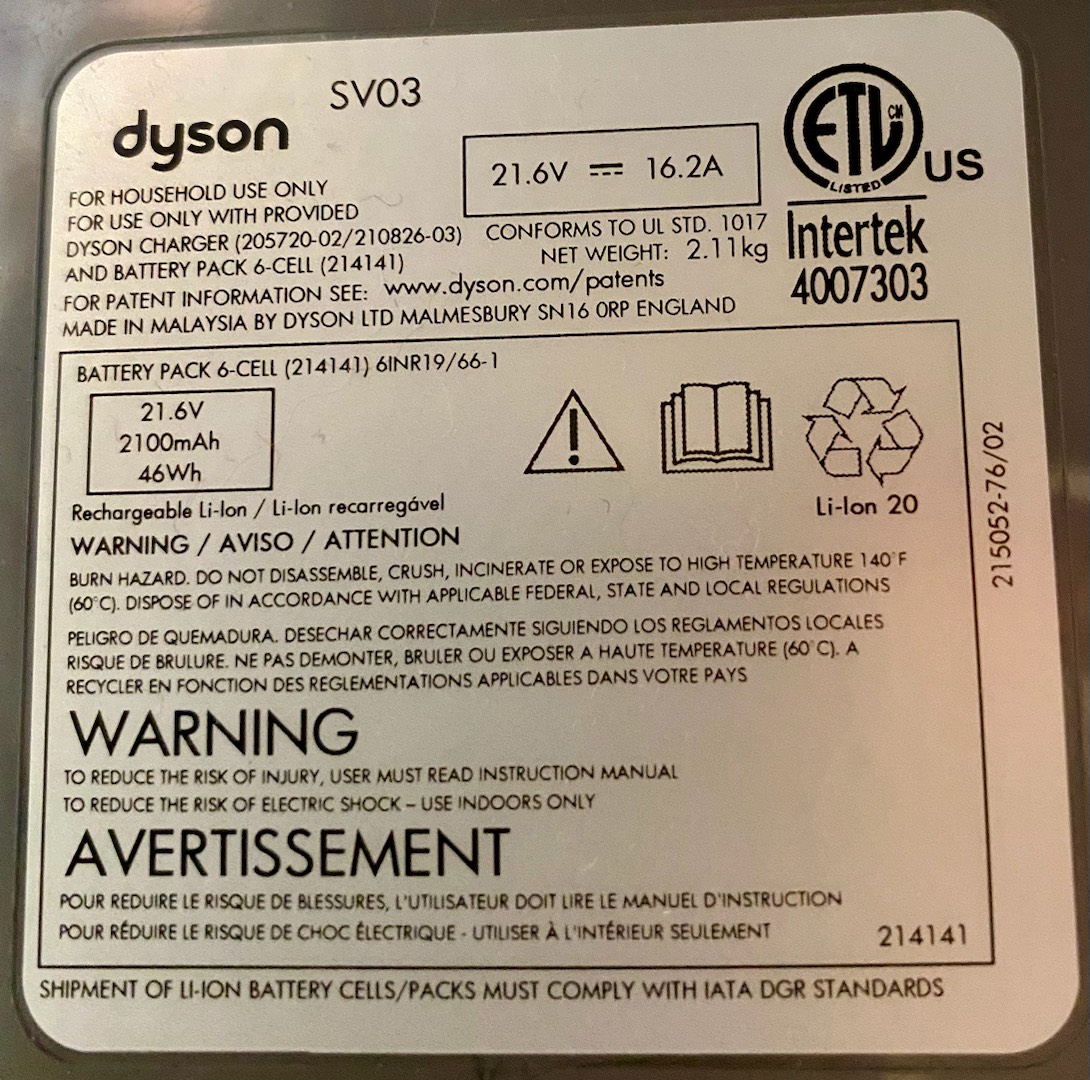 SV03
dyson
21.6V ⎓ 16.2A
ETL CM
LISTED
US
Intertek
4007303
FOR HOUSEHOLD USE ONLY
FOR USE ONLY WITH PROVIDED
DYSON CHARGER (205720-02/210826-03)
AND BATTERY PACK 6-CELL (214141)
CONFORMS TO UL STD. 1017
NET WEIGHT: 2.11kg
FOR PATENT INFORMATION SEE: www.dyson.com/patents
MADE IN MALAYSIA BY DYSON LTD MALMESBURY SN16 0RP ENGLAND
BATTERY PACK 6-CELL (214141) 6INR19/66-1
21.6V
2100mAh
46Wh
Rechargeable Li-Ion / Li-Ion recarregável
Li-Ion 20
215052-76/02
WARNING / AVISO / ATTENTION
BURN HAZARD. DO NOT DISASSEMBLE, CRUSH, INCINERATE OR EXPOSE TO HIGH TEMPERATURE 140°F
(60°C). DISPOSE OF IN ACCORDANCE WITH APPLICABLE FEDERAL, STATE AND LOCAL REGULATIONS
PELIGRO DE QUEMADURA. DESECHAR CORRECTAMENTE SIGUIENDO LOS REGLAMENTOS LOCALES
RISQUE DE BRULURE. NE PAS DEMONTER, BRULER OU EXPOSER A HAUTE TEMPERATURE (60°C). A
RECYCLER EN FONCTION DES REGLEMENTATIONS APPLICABLES DANS VOTRE PAYS
WARNING
TO REDUCE THE RISK OF INJURY, USER MUST READ INSTRUCTION MANUAL
TO REDUCE THE RISK OF ELECTRIC SHOCK – USE INDOORS ONLY
AVERTISSEMENT
POUR REDUIRE LE RISQUE DE BLESSURES, L'UTILISATEUR DOIT LIRE LE MANUEL D'INSTRUCTION
POUR RÉDUIRE LE RISQUE DE CHOC ÉLECTRIQUE - UTILISER À L'INTÉRIEUR SEULEMENT
214141
SHIPMENT OF LI-ION BATTERY CELLS/PACKS MUST COMPLY WITH IATA DGR STANDARDS